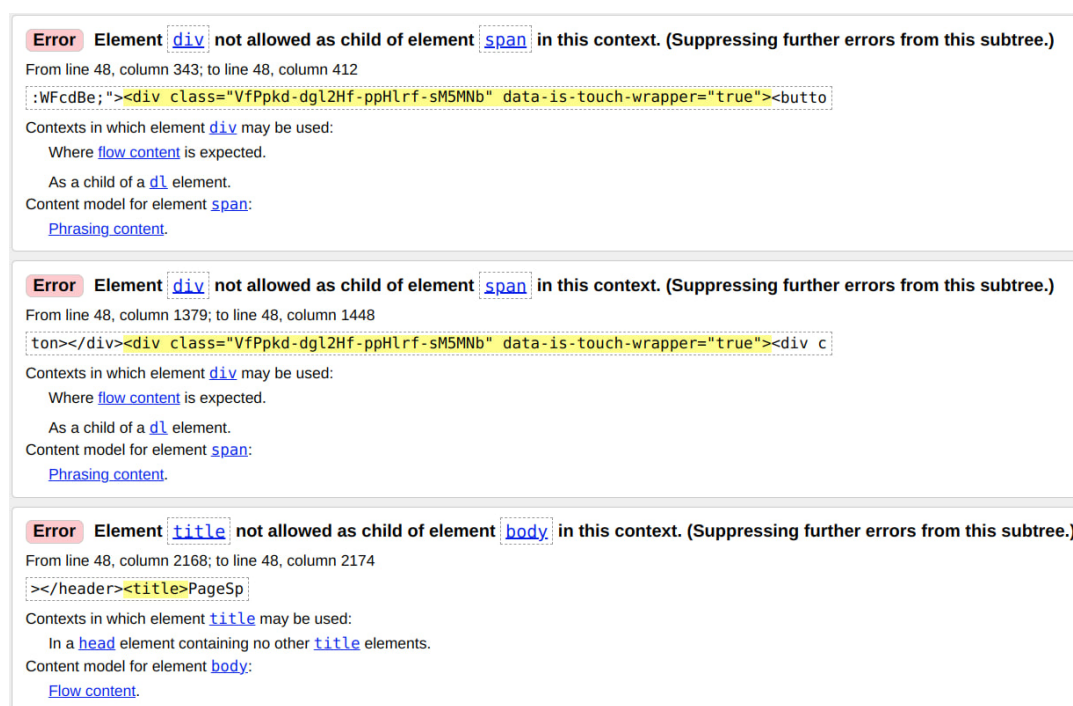 Error Element div not allowed as child of element span in this context. (Suppressing further errors from this subtree.)
From line 48, column 343; to line 48, column 412
:WFcdBe;"><div class="VfPpkd-dgl2Hf-ppHlrf-sM5MNb" data-is-touch-wrapper="true"><butto
Contexts in which element div may be used:
Where flow content is expected.
As a child of a dl element.
Content model for element span:
Phrasing content.
Error Element div not allowed as child of element span in this context. (Suppressing further errors from this subtree.)
From line 48, column 1379; to line 48, column 1448
ton></div><div class="VfPpkd-dgl2Hf-ppHlrf-sM5MNb" data-is-touch-wrapper="true"><div c
Contexts in which element div may be used:
Where flow content is expected.
As a child of a dl element.
Content model for element span:
Phrasing content.
Error Element title not allowed as child of element body in this context. (Suppressing further errors from this subtree.)
From line 48, column 2168; to line 48, column 2174
></header><title>PageSp
Contexts in which element title may be used:
In a head element containing no other title elements.
Content model for element body:
Flow content.